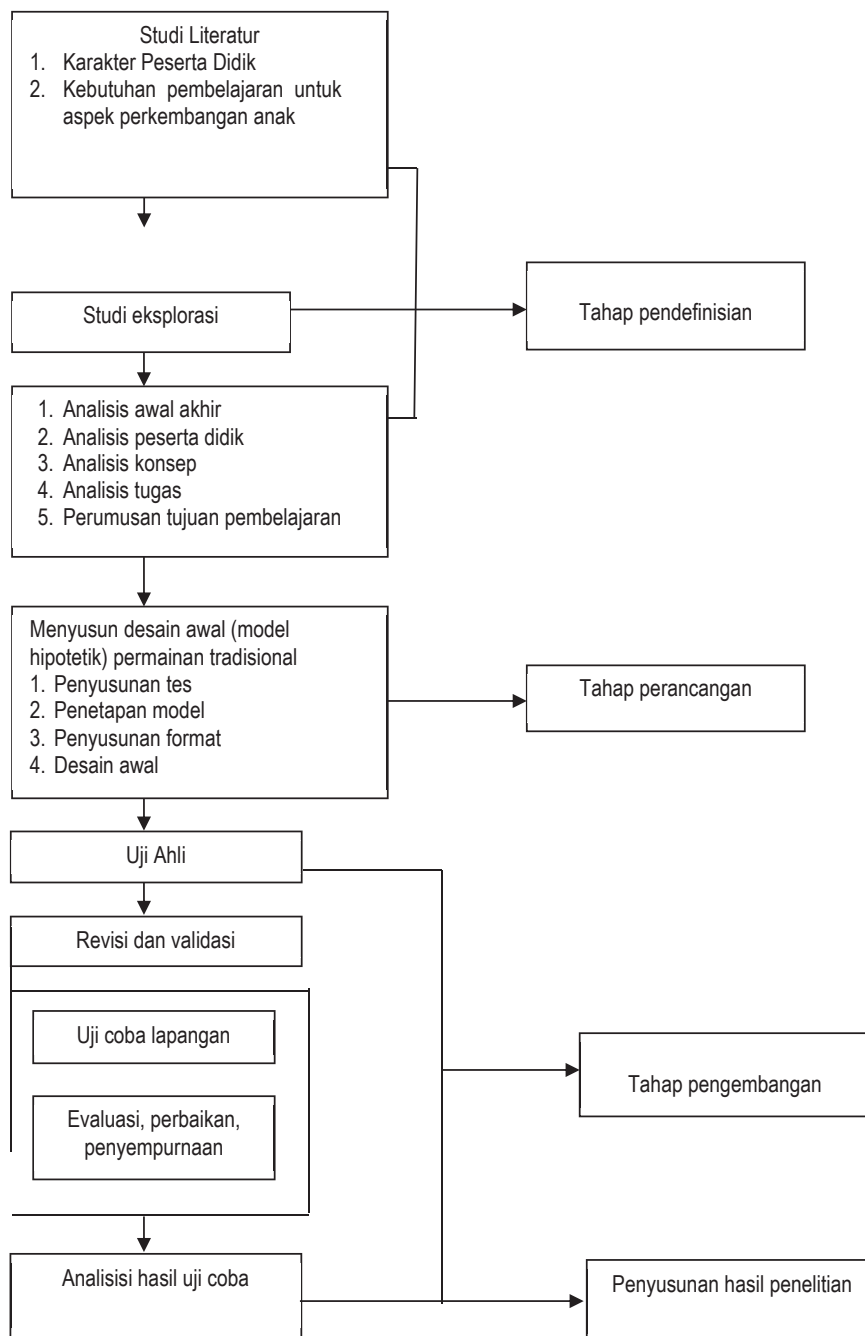 Studi Literatur
1. Karakter Peserta Didik
2. Kebutuhan pembelajaran untuk
aspek perkembangan anak
Studi eksplorasi
Tahap pendefinisian
1. Analisis awal akhir
2. Analisis peserta didik
3. Analisis konsep
4. Analisis tugas
5. Perumusan tujuan pembelajaran
Menyusun desain awal (model
hipotetik) permainan tradisional
1. Penyusunan tes
2. Penetapan model
3. Penyusunan format
4. Desain awal
Tahap perancangan
Uji Ahli
Revisi dan validasi
Uji coba lapangan
Evaluasi, perbaikan,
penyempurnaan
Tahap pengembangan
Analisisi hasil uji coba
Penyusunan hasil penelitian